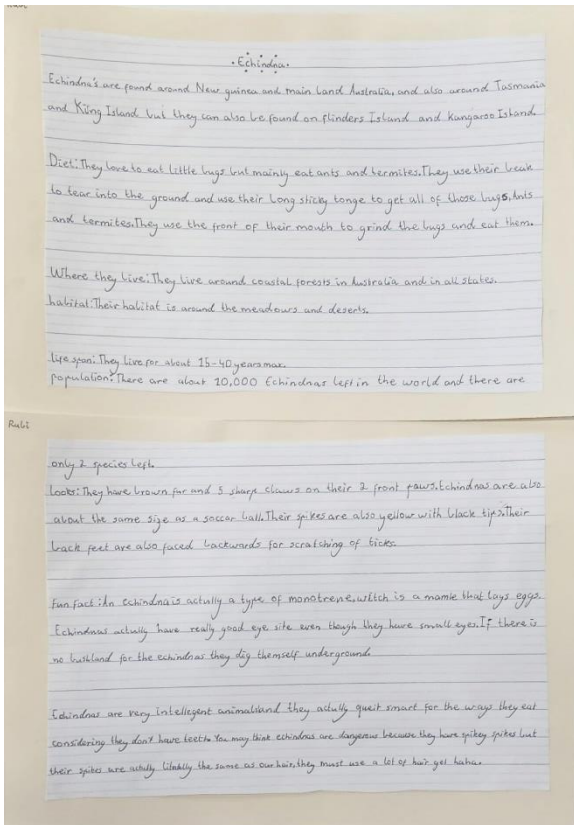 Echindna
Echindna's are found around New guinea and main Land Australia, and also around Tasmania
and King Island but they can also be found on flinders Island and Kangaroo Island.
Diet: They love to eat little bugs but mainly eat ants and termites. They use their beak
to tear into the ground and use their long sticky tonge to get all of those bugs, Ants
and termites. They use the front of their mouth to grind the bugs and eat them.
Where they live: They live around coastal forests in Australia and in all states.
habitat: Their habitat is around the meadours and deserts.
Life span: They live for about 15-40 years max.
population: There are about 10,000 Echindnas left in the world and there are
Rubi
only 2 species left.
Looks: They have brown fur and 5 sharp claws on their 2 front paws. Echindnas are also
about the same size as a soccar ball. Their spikes are also yellow with black tips. Their
back feet are also faced backwards for scratching of ticks.
Fun fact: An echindna is actully a type of monotreme, witch is a mamle that lays eggs.
Echindnas actully have really good eye site even though they have small eyes. If there is
no bushland for the echindnas they dig themself underground.
Echindnas are very intellegent animals and they actully queit smart for the ways they eat
considering they don't have teeth. You may think echindnas are dangerous because they have spikey spikes but
their spikes are actully litrally the same as our hair, they must use a lot of hair gel haha.